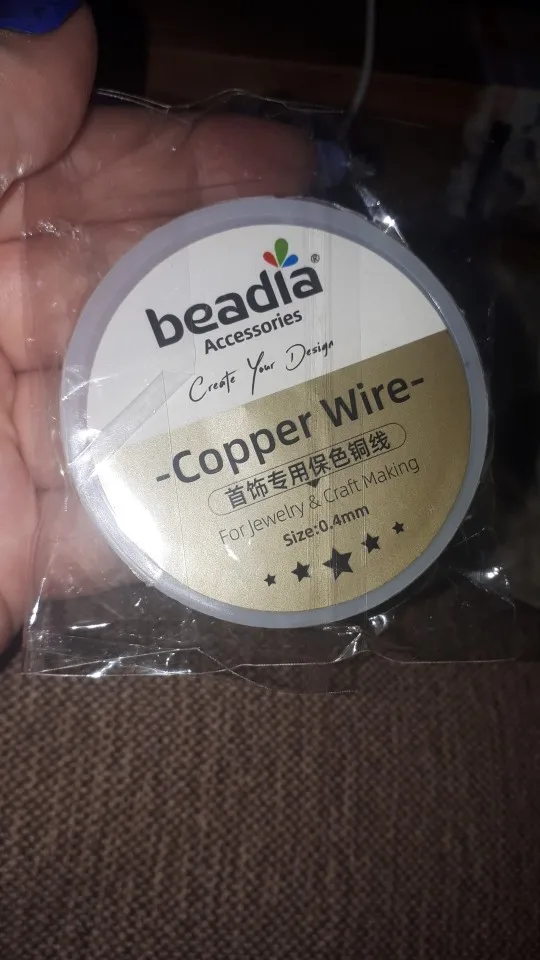 beadia®
Accessories
Create Your Design
-Copper Wire-
首饰专用保色铜线
For Jewelry & Craft Making
Size:0.4mm